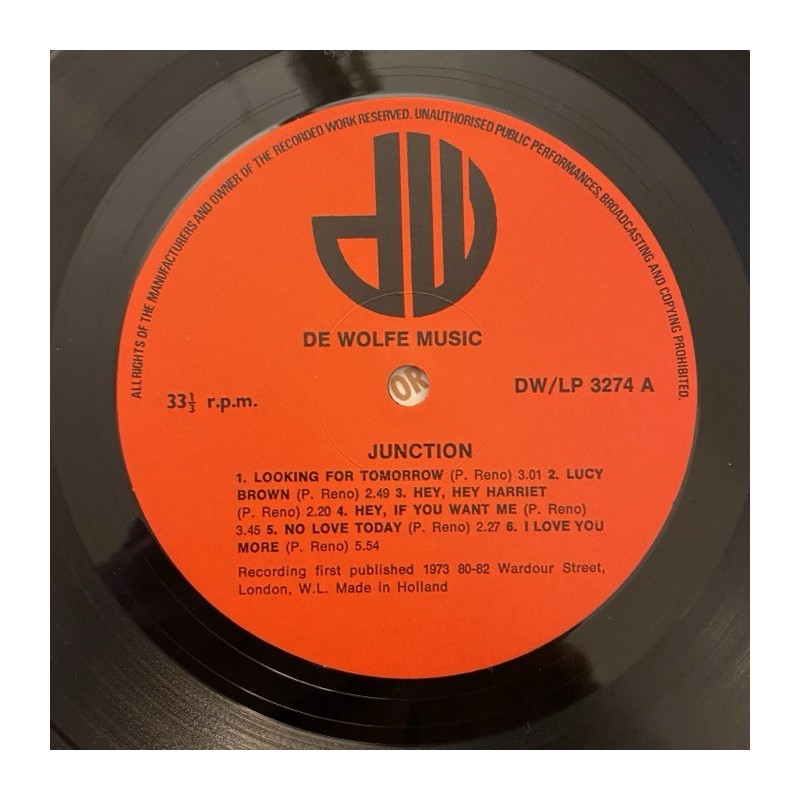 ALL RIGHTS OF THE MANUFACTURERS AND OWNER OF THE RECORDED WORK RESERVED. UNAUTHORISED PUBLIC PERFORMANCES, BROADCASTING AND COPYING PROHIBITED.
dW
DE WOLFE MUSIC
OR
33⅓ r.p.m.
DW/LP 3274 A
JUNCTION
1. LOOKING FOR TOMORROW (P. Reno) 3.01 2. LUCY
BROWN (P. Reno) 2.49 3. HEY, HEY HARRIET
(P. Reno) 2.20 4. HEY, IF YOU WANT ME (P. Reno)
3.45 5. NO LOVE TODAY (P. Reno) 2.27 6. I LOVE YOU
MORE (P. Reno) 5.54
Recording first published 1973 80-82 Wardour Street,
London, W.L. Made in Holland